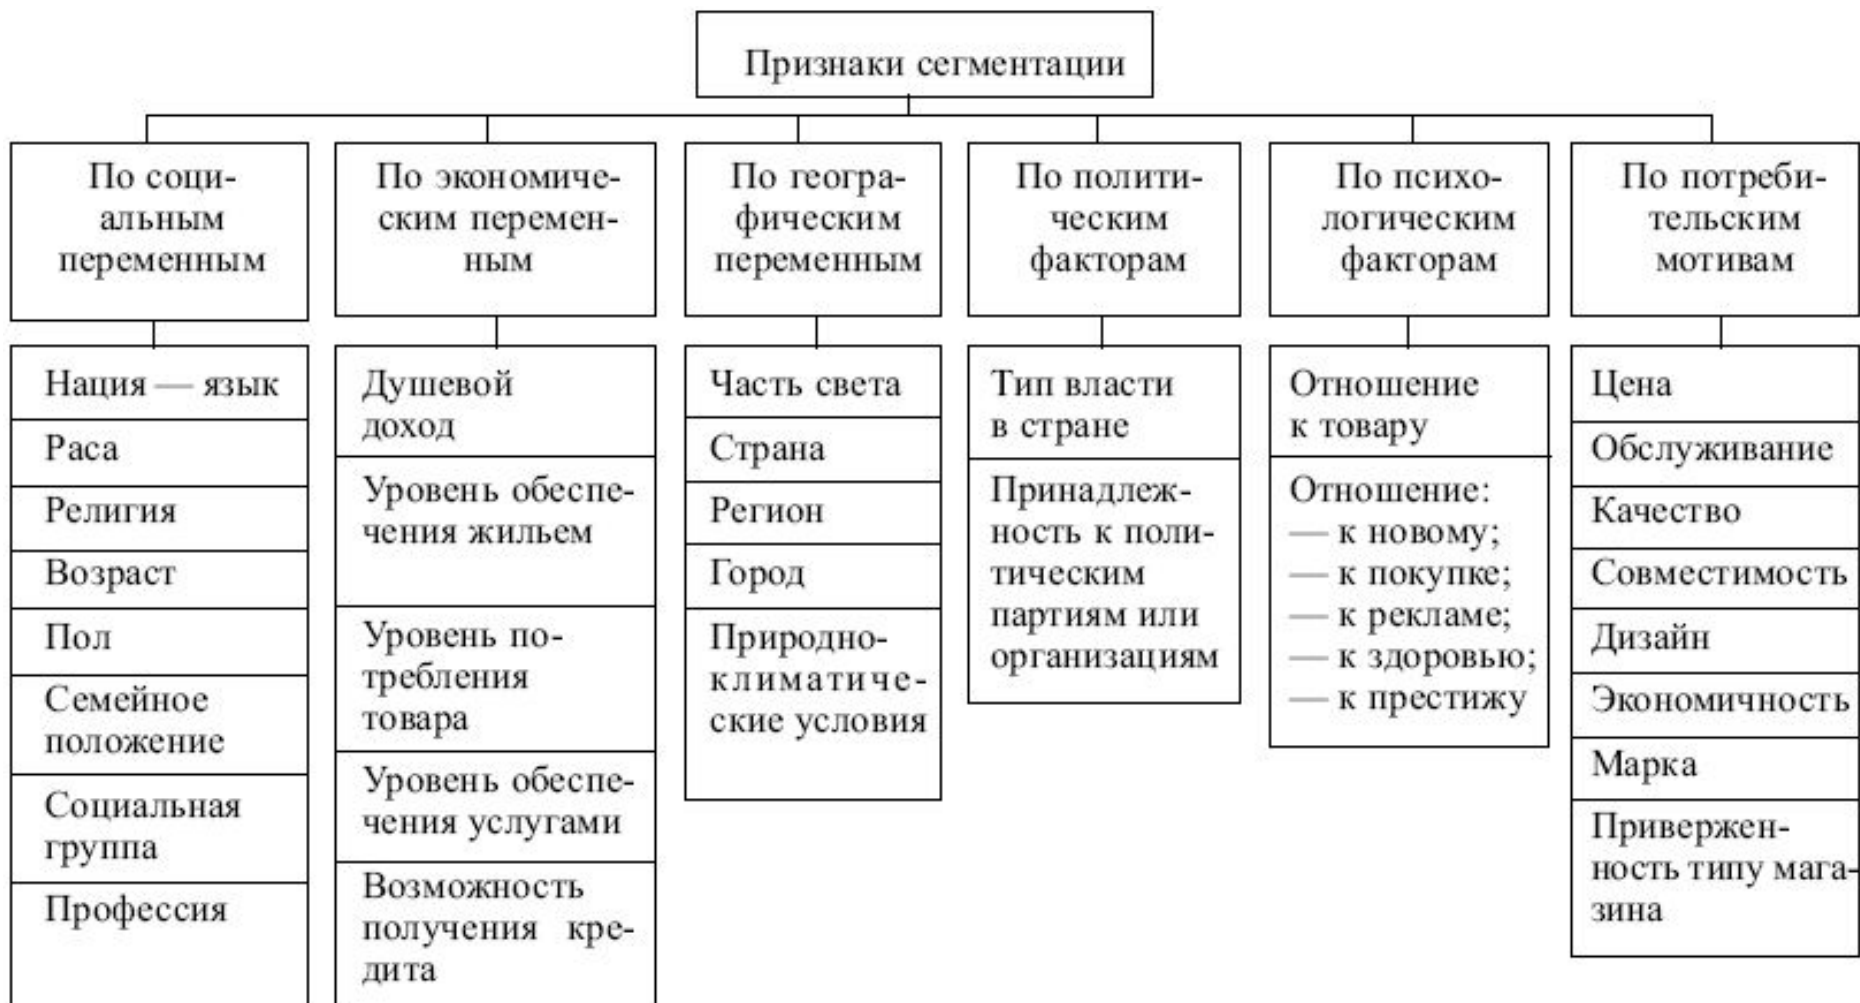 Признаки сегментации
По соци-
альным
переменным
По экономиче-
ским перемен-
ным
По геогра-
фическим
переменным
По полити-
ческим
факторам
По психо-
логическим
факторам
По потреби-
тельским
мотивам
Нация — язык
Раса
Религия
Возраст
Пол
Семейное
положение
Социальная
группа
Профессия
Душевой
доход
Уровень обеспе-
чения жильем
Уровень по-
требления
товара
Уровень обеспе-
чения услугами
Возможность
получения кре-
дита
Часть света
Страна
Регион
Город
Природно-
климатиче-
ские условия
Тип власти
в стране
Принадлеж-
ность к поли-
тическим
партиям или
организациям
Отношение
к товару
Отношение:
— к новому;
— к покупке;
— к рекламе;
— к здоровью;
— к престижу
Цена
Обслуживание
Качество
Совместимость
Дизайн
Экономичность
Марка
Привержен-
ность типу мага-
зина